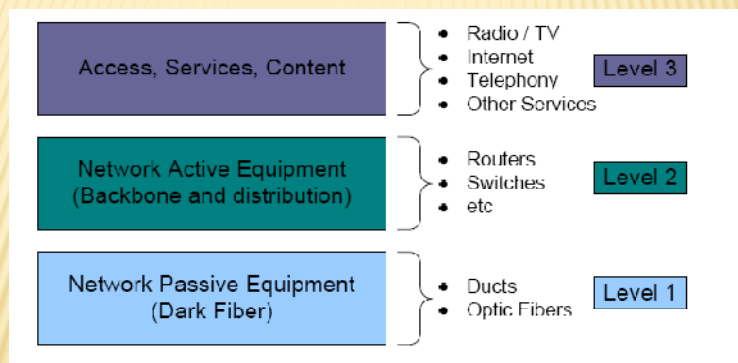 Access, Services, Content
• Radio / TV
• Internet
• Telephony
• Other Services
Level 3
Network Active Equipment
(Backbone and distribution)
• Routers
• Switches
• etc
Level 2
Network Passive Equipment
(Dark Fiber)
• Ducts
• Optic Fibers
Level 1